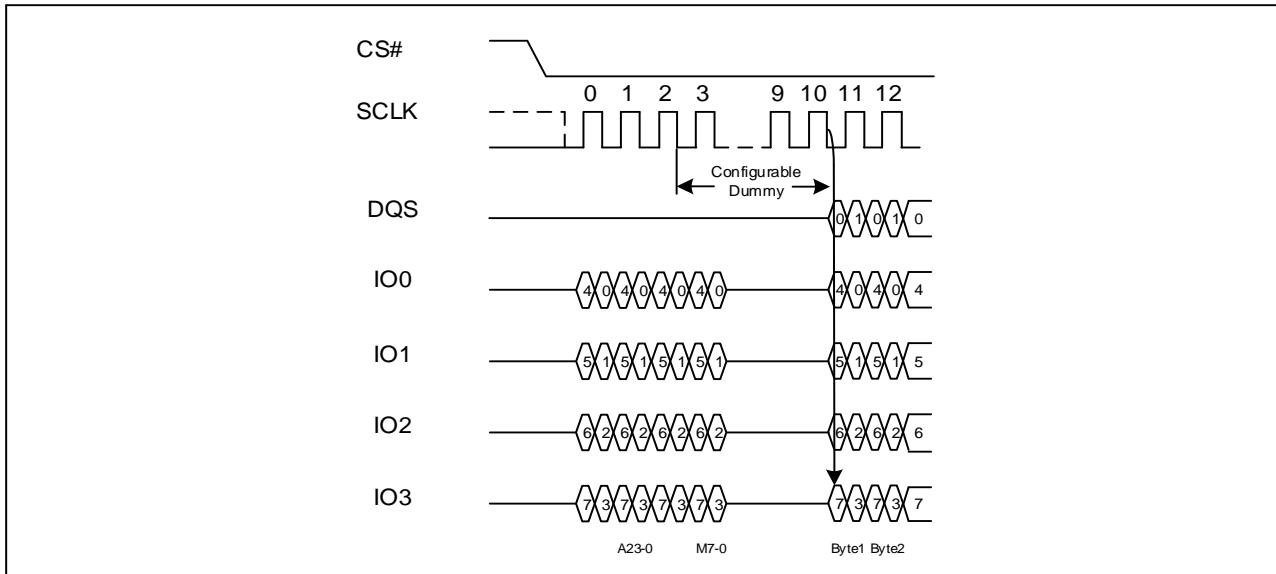 CS#
SCLK 0 1 2 3 9 10 11 12
Configurable
Dummy
DQS 0 1 0 1 0
IO0 4 0 4 0 4 0 4 0 4 0 4 0 4
IO1 5 1 5 1 5 1 5 1 5 1 5 1 5
IO2 6 2 6 2 6 2 6 2 6 2 6 2 6
IO3 7 3 7 3 7 3 7 3 7 3 7 3 7
A23-0 M7-0 Byte1 Byte2